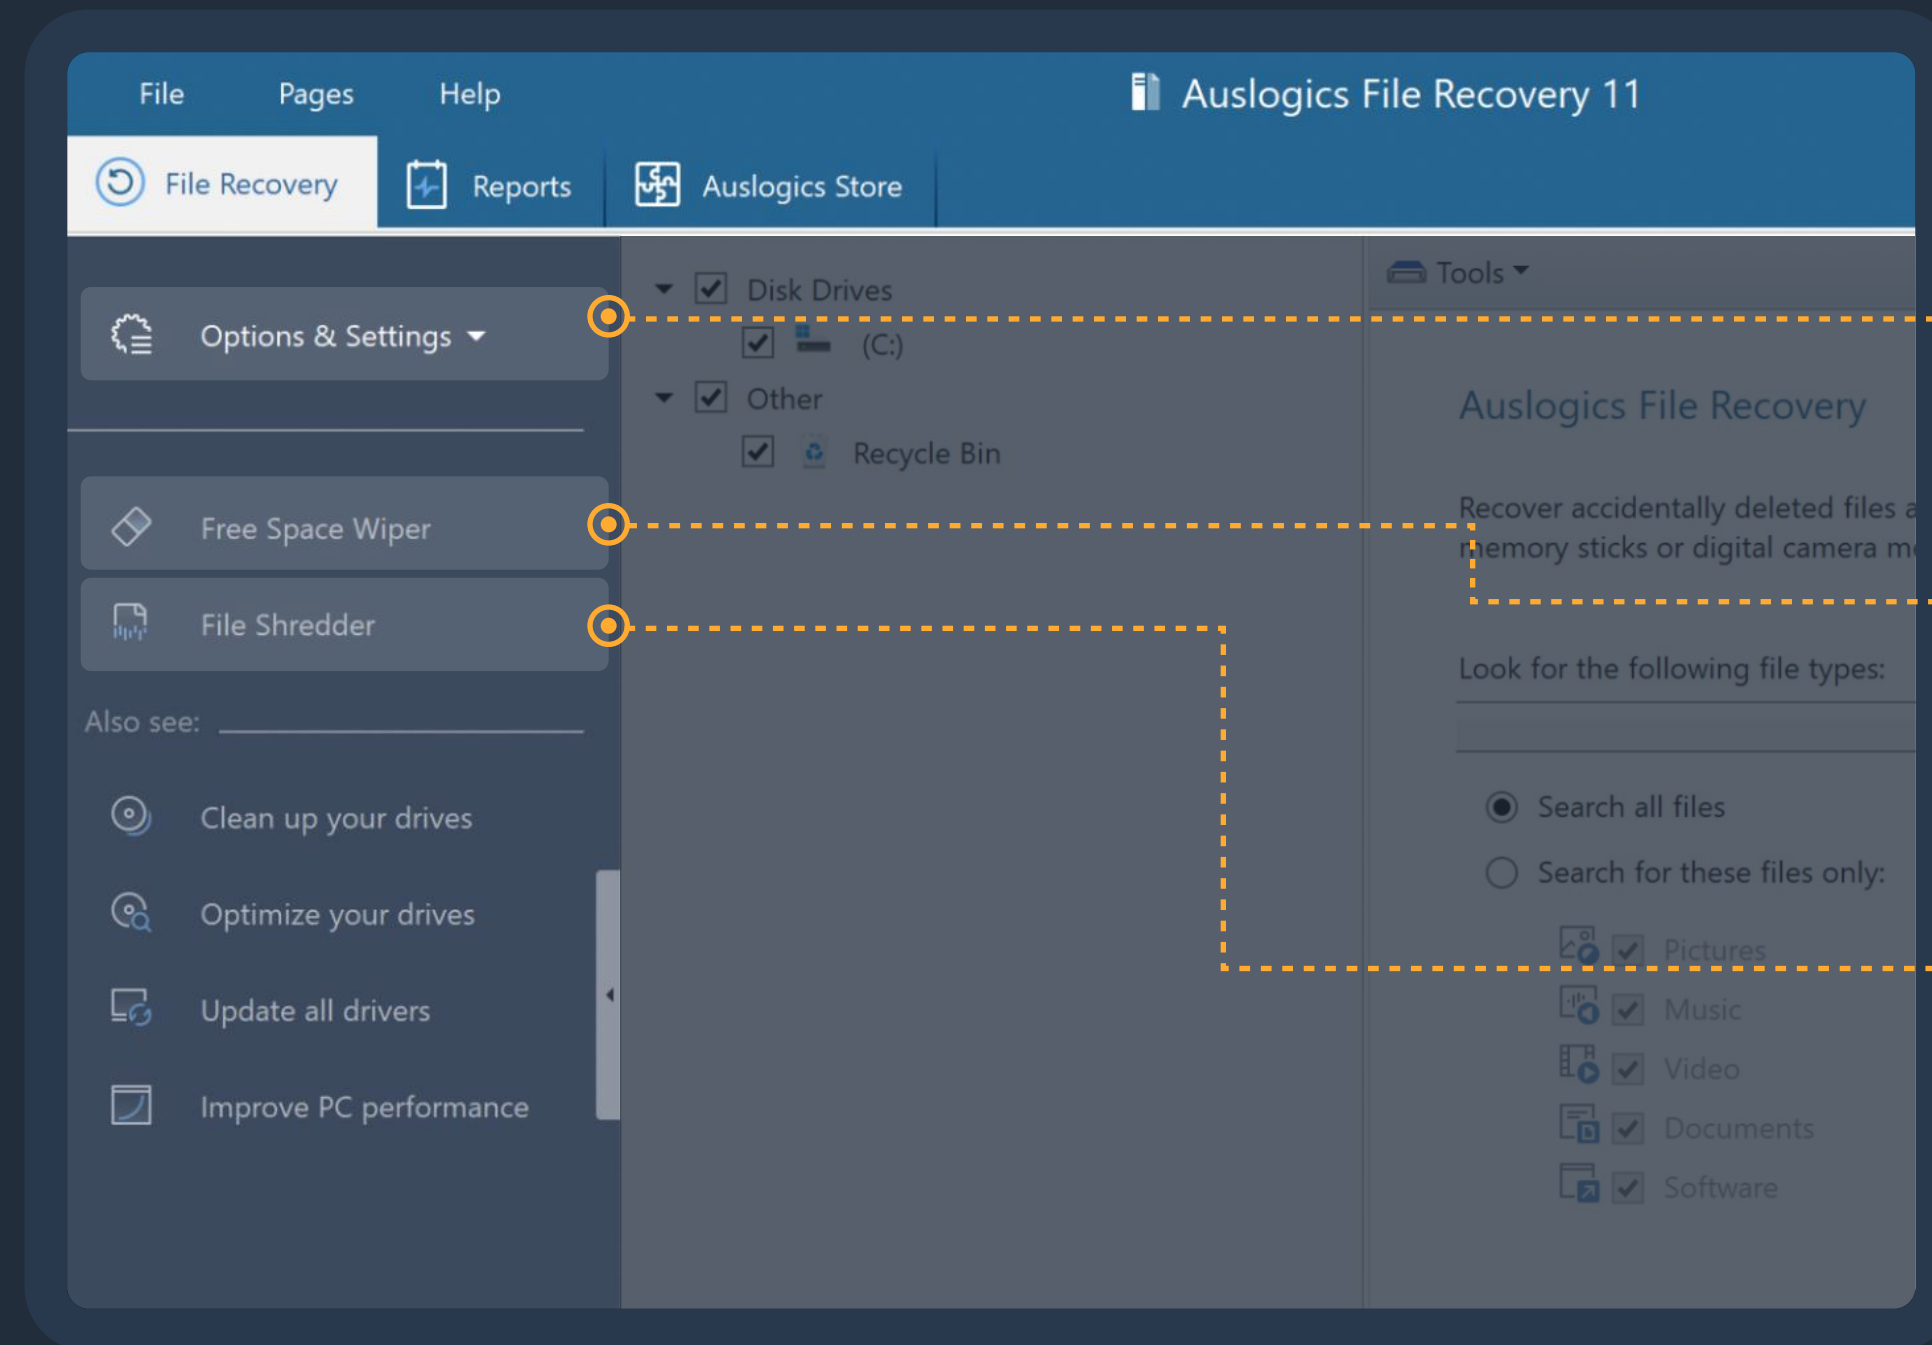 File Pages Help
Auslogics File Recovery 11
File Recovery
Reports
Auslogics Store
Options & Settings
Free Space Wiper
File Shredder
Also see:
Clean up your drives
Optimize your drives
Update all drivers
Improve PC performance
Disk Drives
(C:)
Other
Recycle Bin
Tools
Auslogics File Recovery
Recover accidentally deleted files
memory sticks or digital camera
Look for the following file types:
Search all files
Search for these files only:
Pictures
Music
Video
Documents
Software